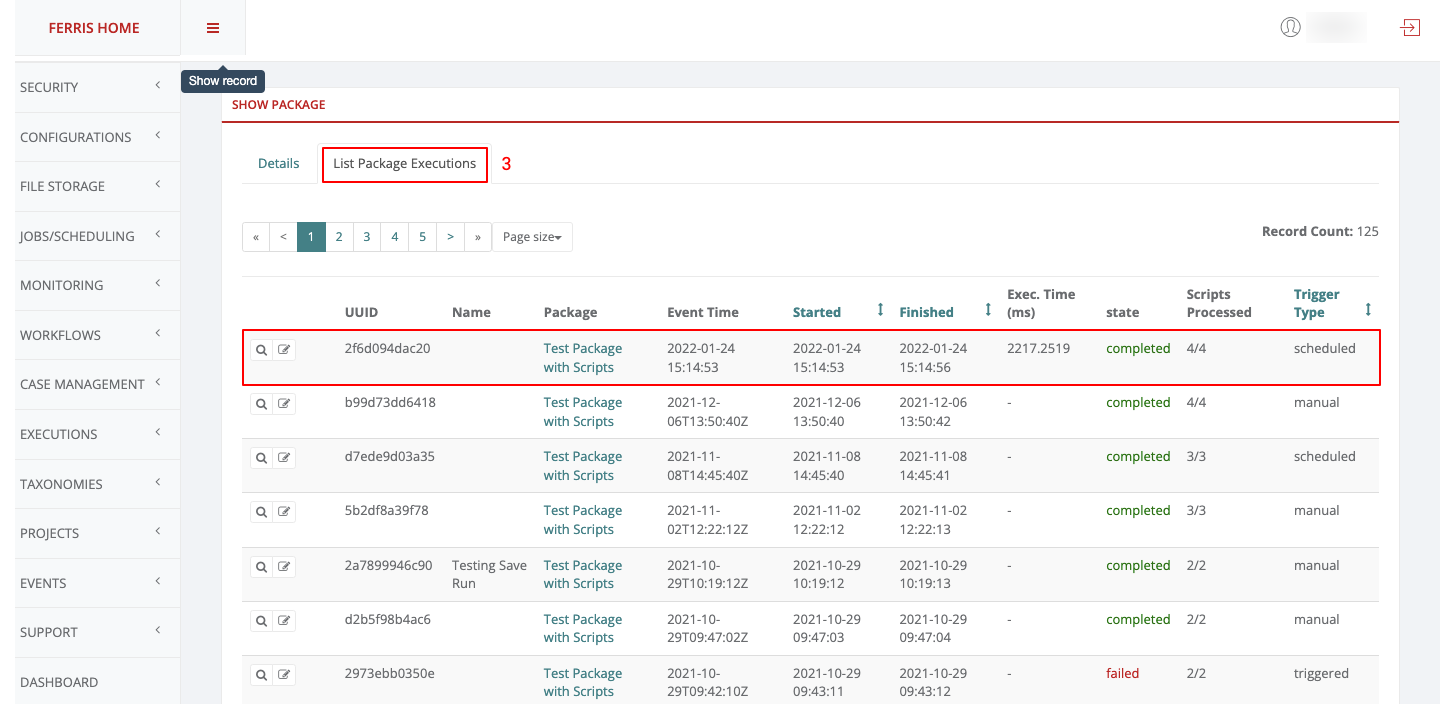 FERRIS HOME
Show record
SECURITY
CONFIGURATIONS
FILE STORAGE
JOBS/SCHEDULING
MONITORING
WORKFLOWS
CASE MANAGEMENT
EXECUTIONS
TAXONOMIES
PROJECTS
EVENTS
SUPPORT
DASHBOARD
SHOW PACKAGE
Details List Package Executions 3
« < 1 2 3 4 5 > » Page size
Record Count: 125
UUID Name Package Event Time Started Finished Exec. Time (ms) state Scripts Processed Trigger Type
2f6d094dac20 Test Package 2022-01-24 2022-01-24 2022-01-24 2217.2519 completed 4/4 scheduled
with Scripts 15:14:53 15:14:53 15:14:56
b99d73dd6418 Test Package 2021-12- 2021-12-06 2021-12-06 - completed 4/4 manual
with Scripts 06T13:50:40Z 13:50:40 13:50:42
d7ede9d03a35 Test Package 2021-11- 2021-11-08 2021-11-08 - completed 3/3 scheduled
with Scripts 08T14:45:40Z 14:45:40 14:45:41
5b2df8a39f78 Test Package 2021-11- 2021-11-02 2021-11-02 - completed 3/3 manual
with Scripts 02T12:22:12Z 12:22:12 12:22:13
2a7899946c90 Testing Save Test Package 2021-10- 2021-10-29 2021-10-29 - completed 2/2 manual
Run with Scripts 29T10:19:12Z 10:19:12 10:19:13
d2b5f98b4ac6 Test Package 2021-10- 2021-10-29 2021-10-29 - completed 2/2 manual
with Scripts 29T09:47:02Z 09:47:03 09:47:04
2973ebb0350e Test Package 2021-10- 2021-10-29 2021-10-29 - failed 2/2 triggered
with Scripts 29T09:42:10Z 09:43:11 09:43:12